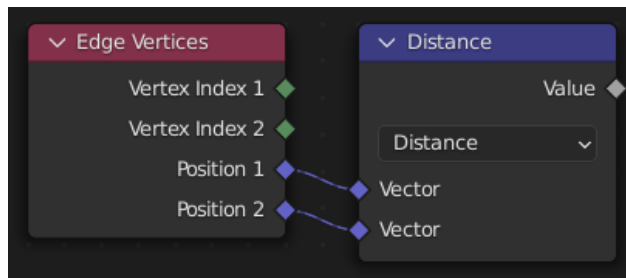 Edge Vertices
Vertex Index 1
Vertex Index 2
Position 1
Position 2
Distance
Value
Distance
Vector
Vector